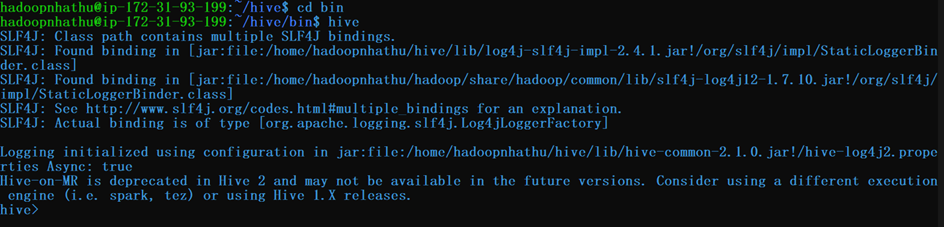 hadoopnhathu@ip-172-31-93-199:~/hive$ cd bin
hadoopnhathu@ip-172-31-93-199:~/hive/bin$ hive
SLF4J: Class path contains multiple SLF4J bindings.
SLF4J: Found binding in [jar:file:/home/hadoopnhathu/hive/lib/log4j-slf4j-impl-2.4.1.jar!/org/slf4j/impl/StaticLoggerBin
der.class]
SLF4J: Found binding in [jar:file:/home/hadoopnhathu/hadoop/share/hadoop/common/lib/slf4j-log4j12-1.7.10.jar!/org/slf4j/
impl/StaticLoggerBinder.class]
SLF4J: See http://www.slf4j.org/codes.html#multiple_bindings for an explanation.
SLF4J: Actual binding is of type [org.apache.logging.slf4j.Log4jLoggerFactory]
Logging initialized using configuration in jar:file:/home/hadoopnhathu/hive/lib/hive-common-2.1.0.jar!/hive-log4j2.prope
rties Async: true
Hive-on-MR is deprecated in Hive 2 and may not be available in the future versions. Consider using a different execution
engine (i.e. spark, tez) or using Hive 1.X releases.
hive>